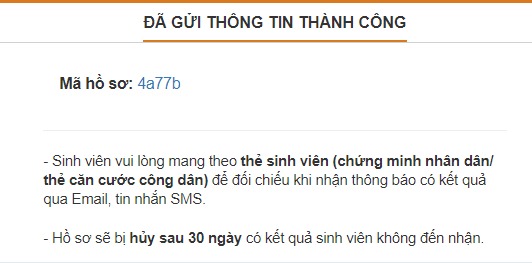 ĐÃ GỬI THÔNG TIN THÀNH CÔNG
Mã hồ sơ: 4a77b
- Sinh viên vui lòng mang theo thẻ sinh viên (chứng minh nhân dân/
thẻ căn cước công dân) để đối chiếu khi nhận thông báo có kết quả
qua Email, tin nhắn SMS.
- Hồ sơ sẽ bị hủy sau 30 ngày có kết quả sinh viên không đến nhận.